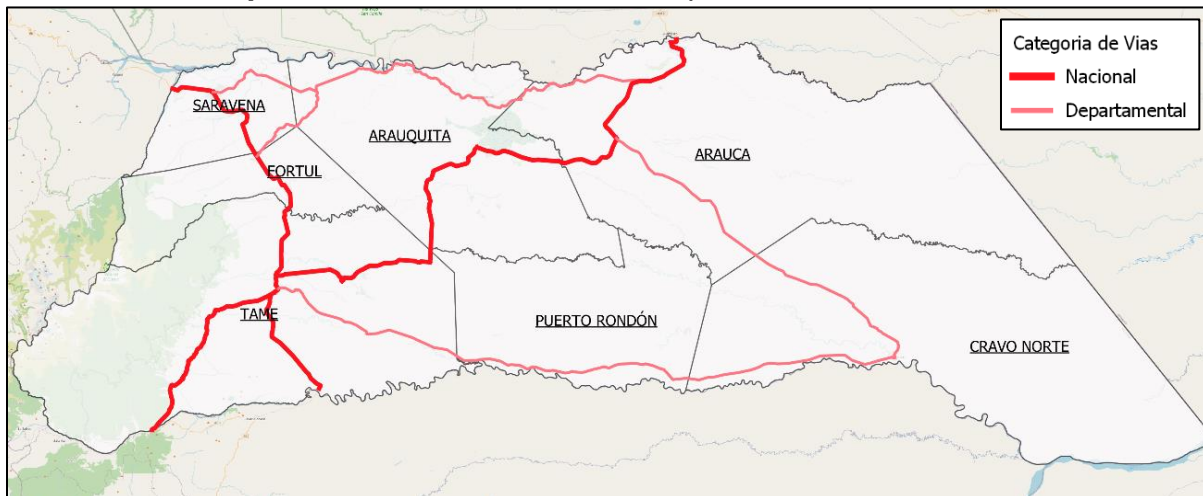 Categoria de Vias
Nacional
Departamental
SARAVENA
ARAUQUITA
ARAUCA
FORTUL
TAME
PUERTO RONDÓN
CRAVO NORTE